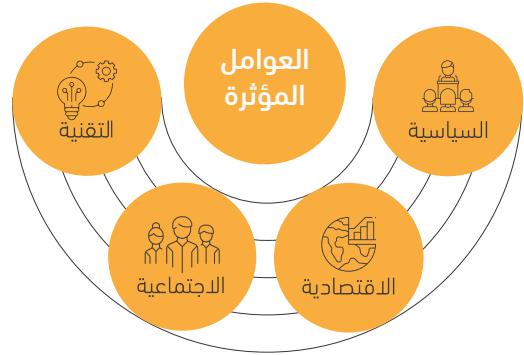 العوامل
المؤثرة
السياسية
الاقتصادية
الاجتماعية
التقنية